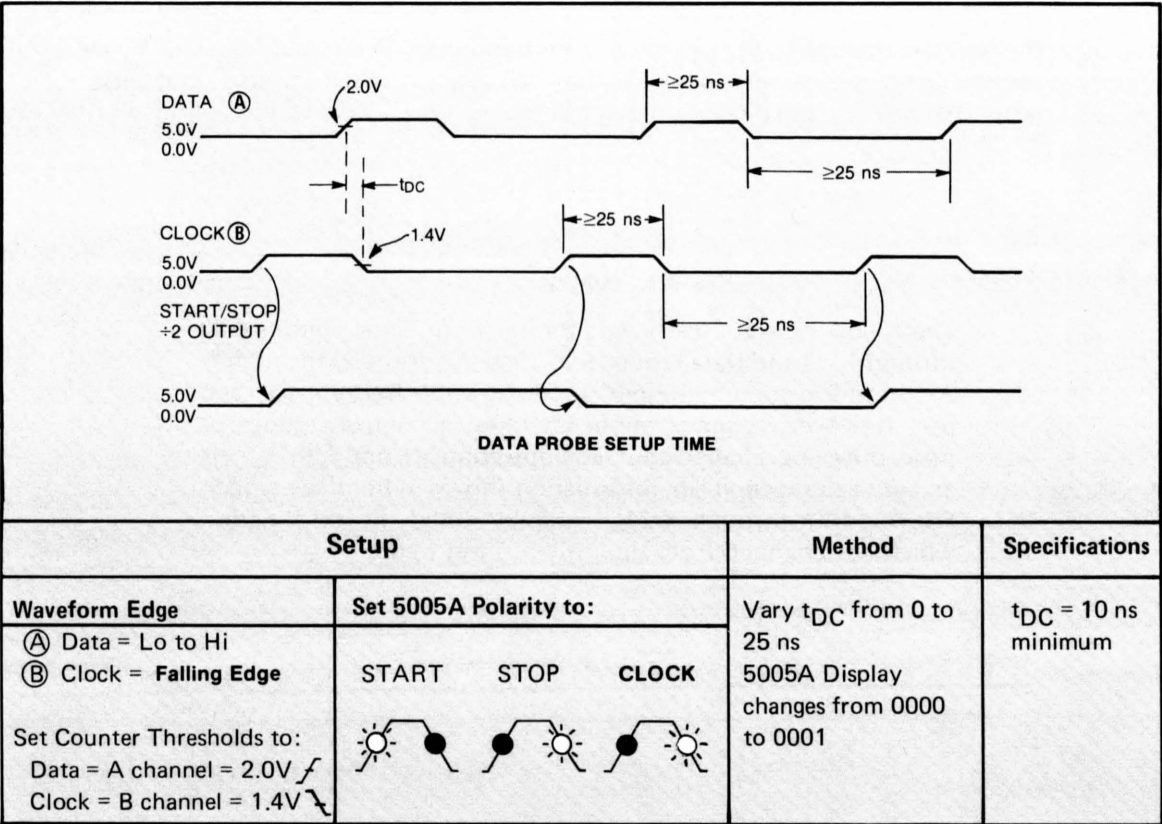 DATA Ⓐ
5.0V
0.0V
2.0V
≥25 ns
≥25 ns
tDC
CLOCK Ⓑ
5.0V
0.0V
1.4V
≥25 ns
≥25 ns
START/STOP
÷2 OUTPUT
5.0V
0.0V
DATA PROBE SETUP TIME
Setup
Method
Specifications
Waveform Edge
Ⓐ Data = Lo to Hi
Ⓑ Clock = Falling Edge
Set Counter Thresholds to:
Data = A channel = 2.0V
Clock = B channel = 1.4V
Set 5005A Polarity to:
START STOP CLOCK
Vary tDC from 0 to
25 ns
5005A Display
changes from 0000
to 0001
tDC = 10 ns
minimum